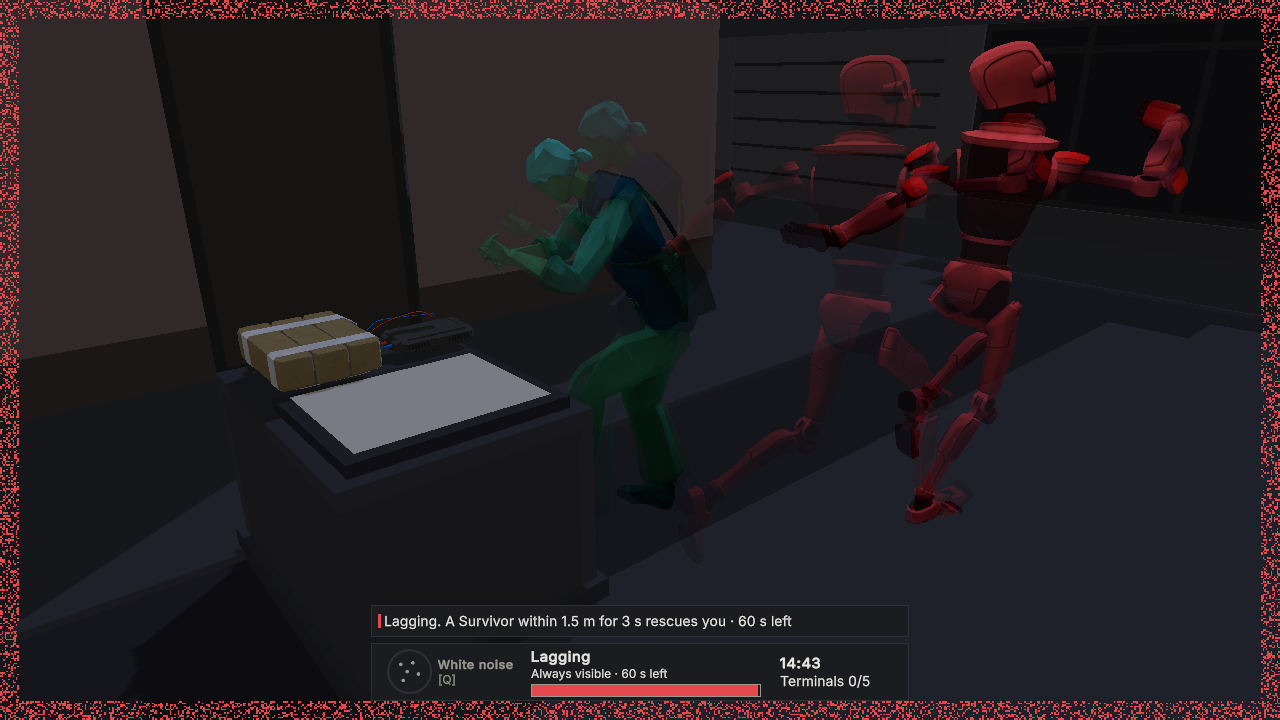 Lagging. A Survivor within 1.5 m for 3 s rescues you · 60 s left
White noise
[Q]
Lagging
Always visible · 60 s left
14:43
Terminals 0/5